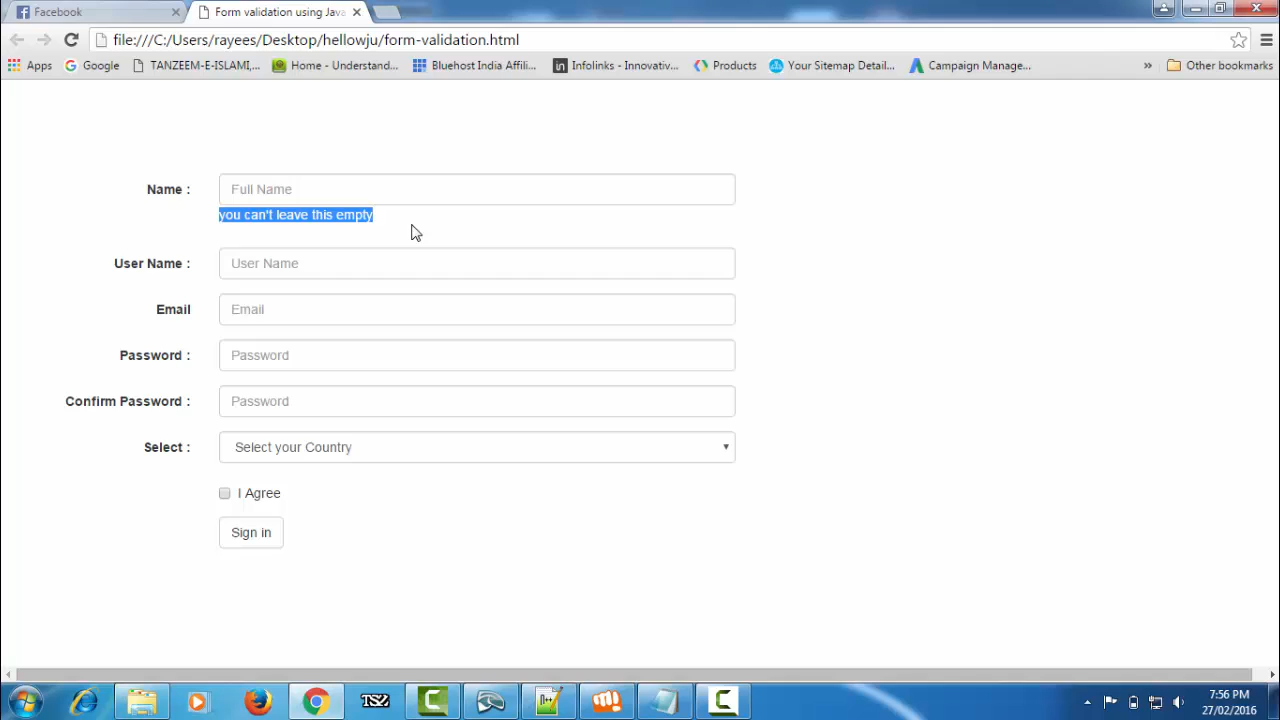 Facebook
Form validation using Java
file:///C:/Users/rayees/Desktop/hellowju/form-validation.html
Apps
Google
TANZEEM-E-ISLAMI,...
Home - Understand...
Bluehost India Affili...
in
Infolinks - Innovativ...
Products
Your Sitemap Detail...
Campaign Manage...
»
Other bookmarks
Name :
Full Name
you can't leave this empty
User Name :
User Name
Email
Email
Password :
Password
Confirm Password :
Password
Select :
Select your Country
I Agree
Sign in
TS2
7:56 PM
27/02/2016